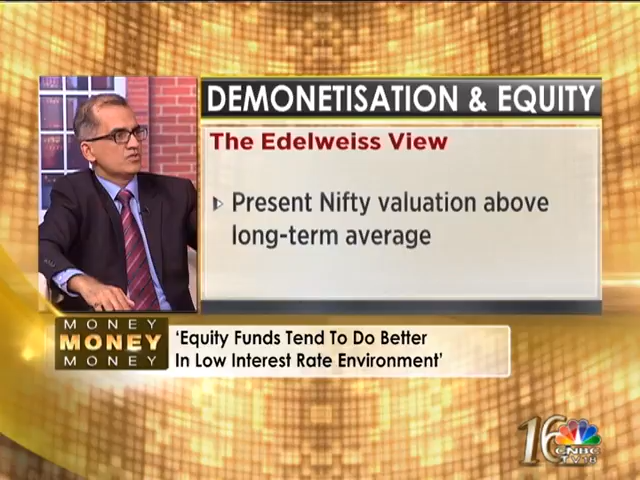 DEMONETISATION & EQUITY
The Edelweiss View
Present Nifty valuation above
long-term average
MONEY
MONEY
MONEY
‘Equity Funds Tend To Do Better
In Low Interest Rate Environment’
16
CNBC
TV18